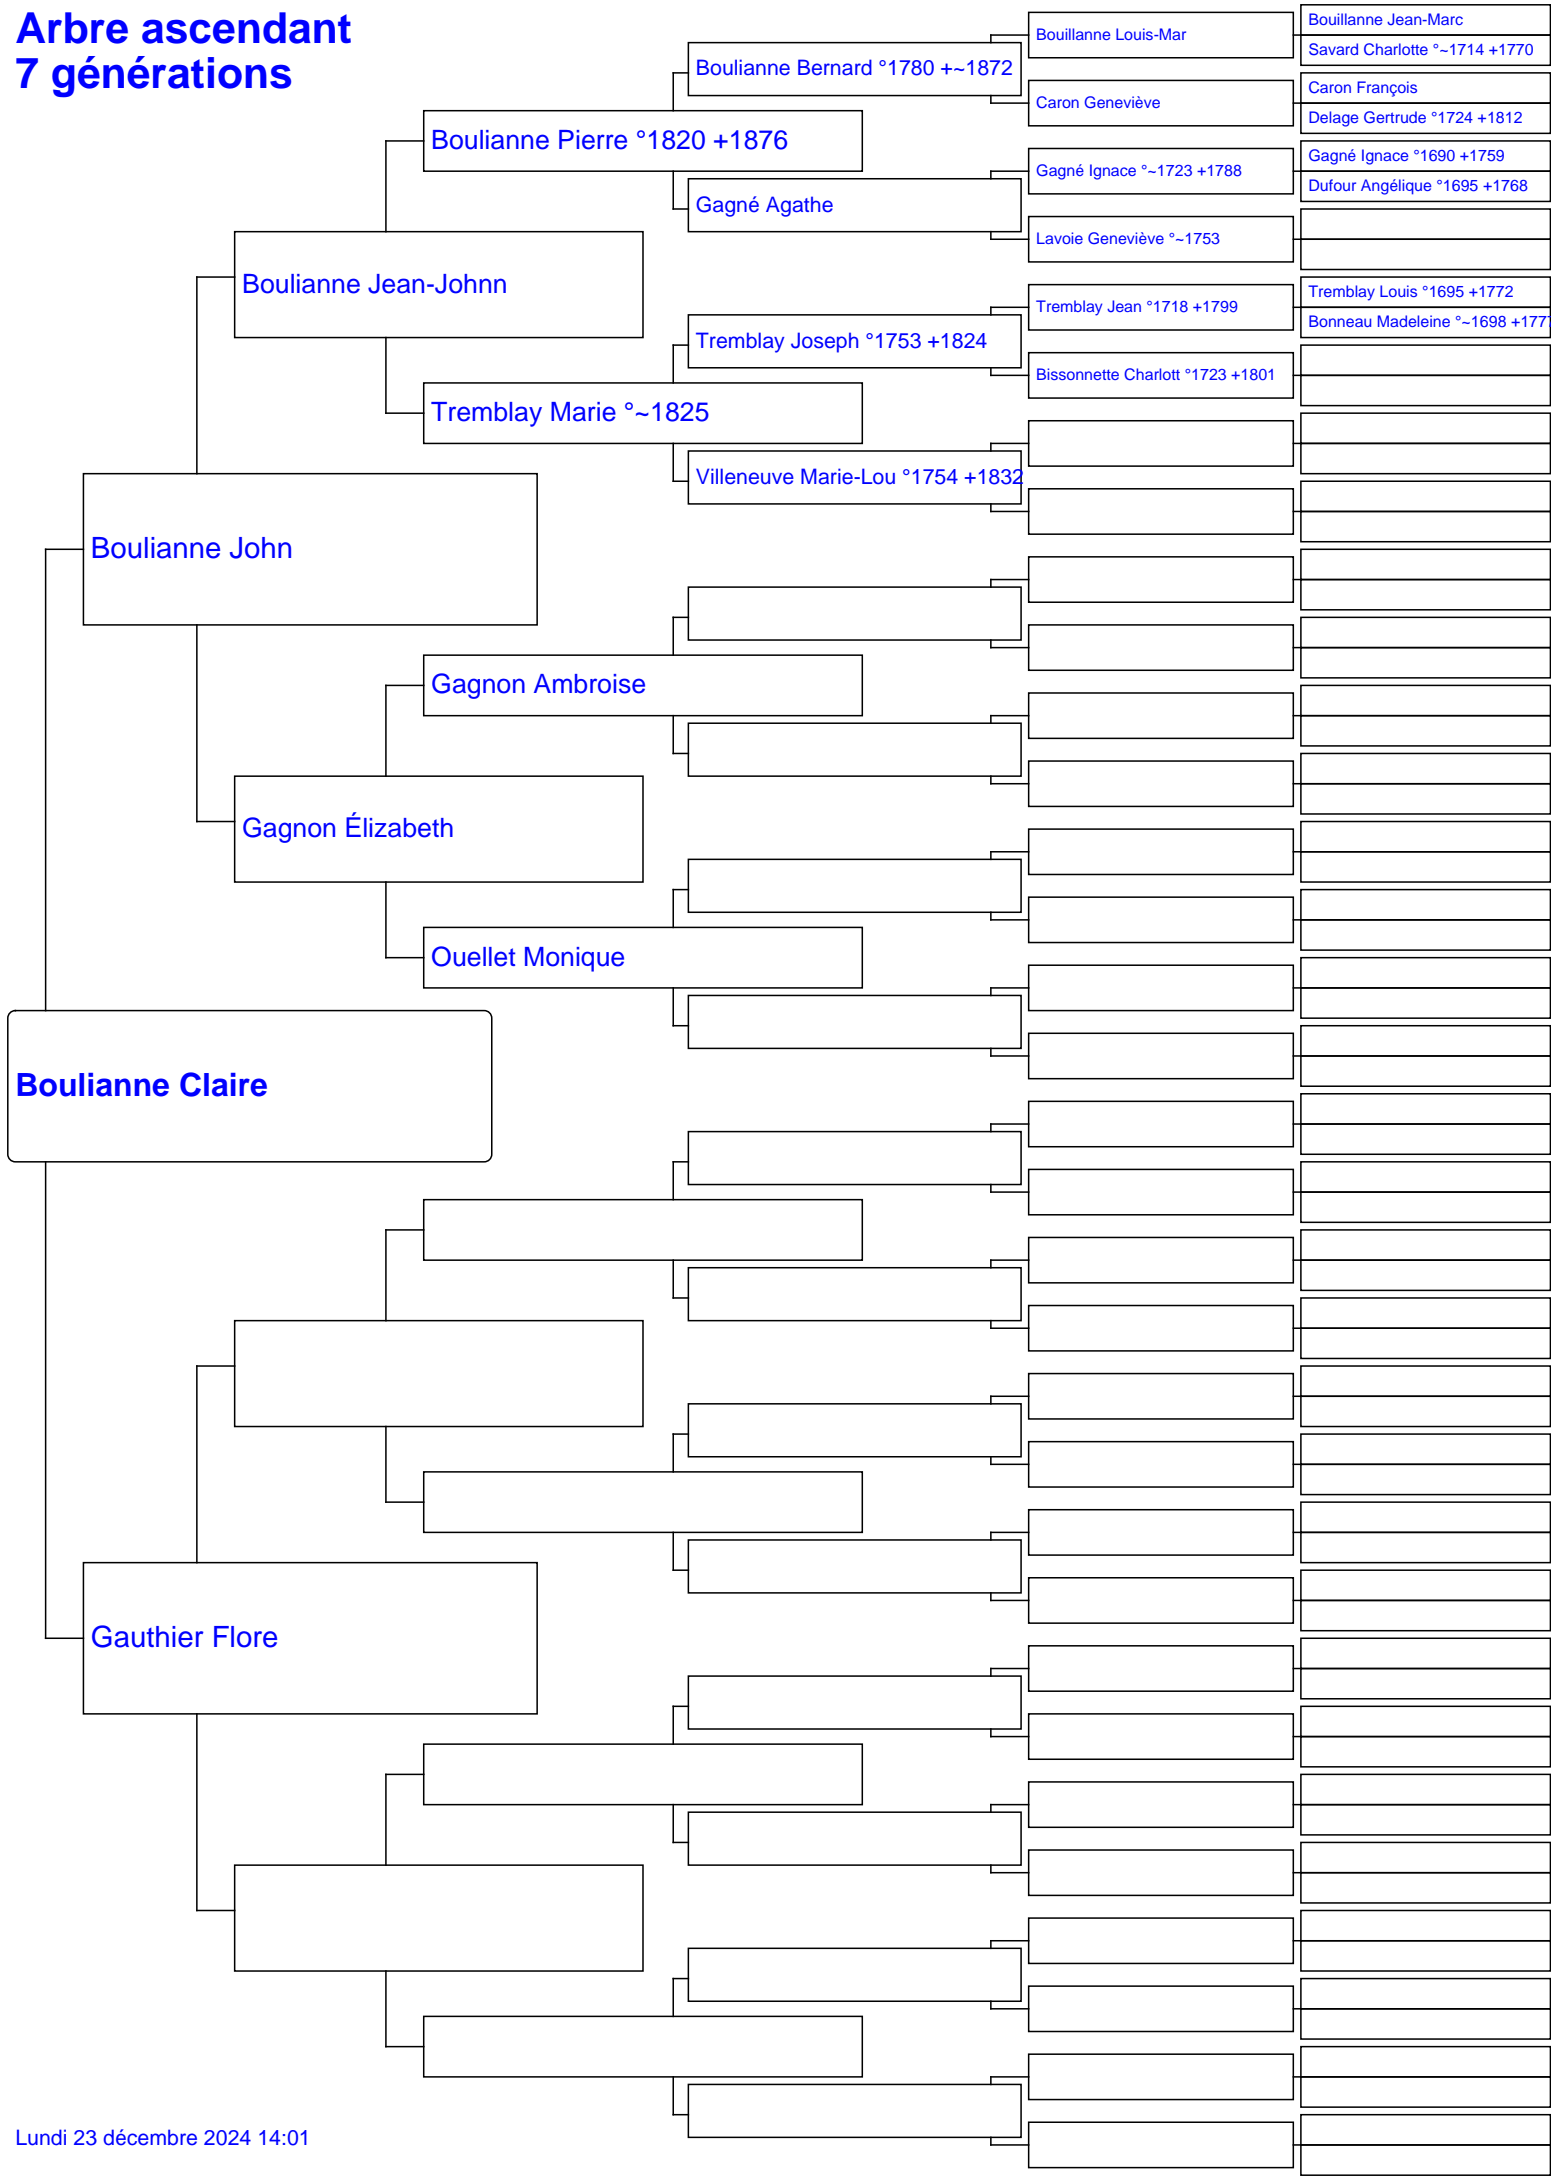 Arbre ascendant
7 générations
Bouillanne Jean-Marc
Bouillanne Louis-Mar
Savard Charlotte °~1714 +1770
Boulianne Bernard °1780 +~1872
Caron François
Caron Geneviève
Delage Gertrude °1724 +1812
Boulianne Pierre °1820 +1876
Gagné Ignace °1690 +1759
Gagné Ignace °~1723 +1788
Dufour Angélique °1695 +1768
Gagné Agathe
Lavoie Geneviève °~1753
Boulianne Jean-Johnn
Tremblay Louis °1695 +1772
Tremblay Jean °1718 +1799
Bonneau Madeleine °~1698 +177
Tremblay Joseph °1753 +1824
Bissonnette Charlott °1723 +1801
Tremblay Marie °~1825
Villeneuve Marie-Lou °1754 +1832
Boulianne John
Gagnon Ambroise
Gagnon Élizabeth
Ouellet Monique
Boulianne Claire
Gauthier Flore
Lundi 23 décembre 2024 14:01